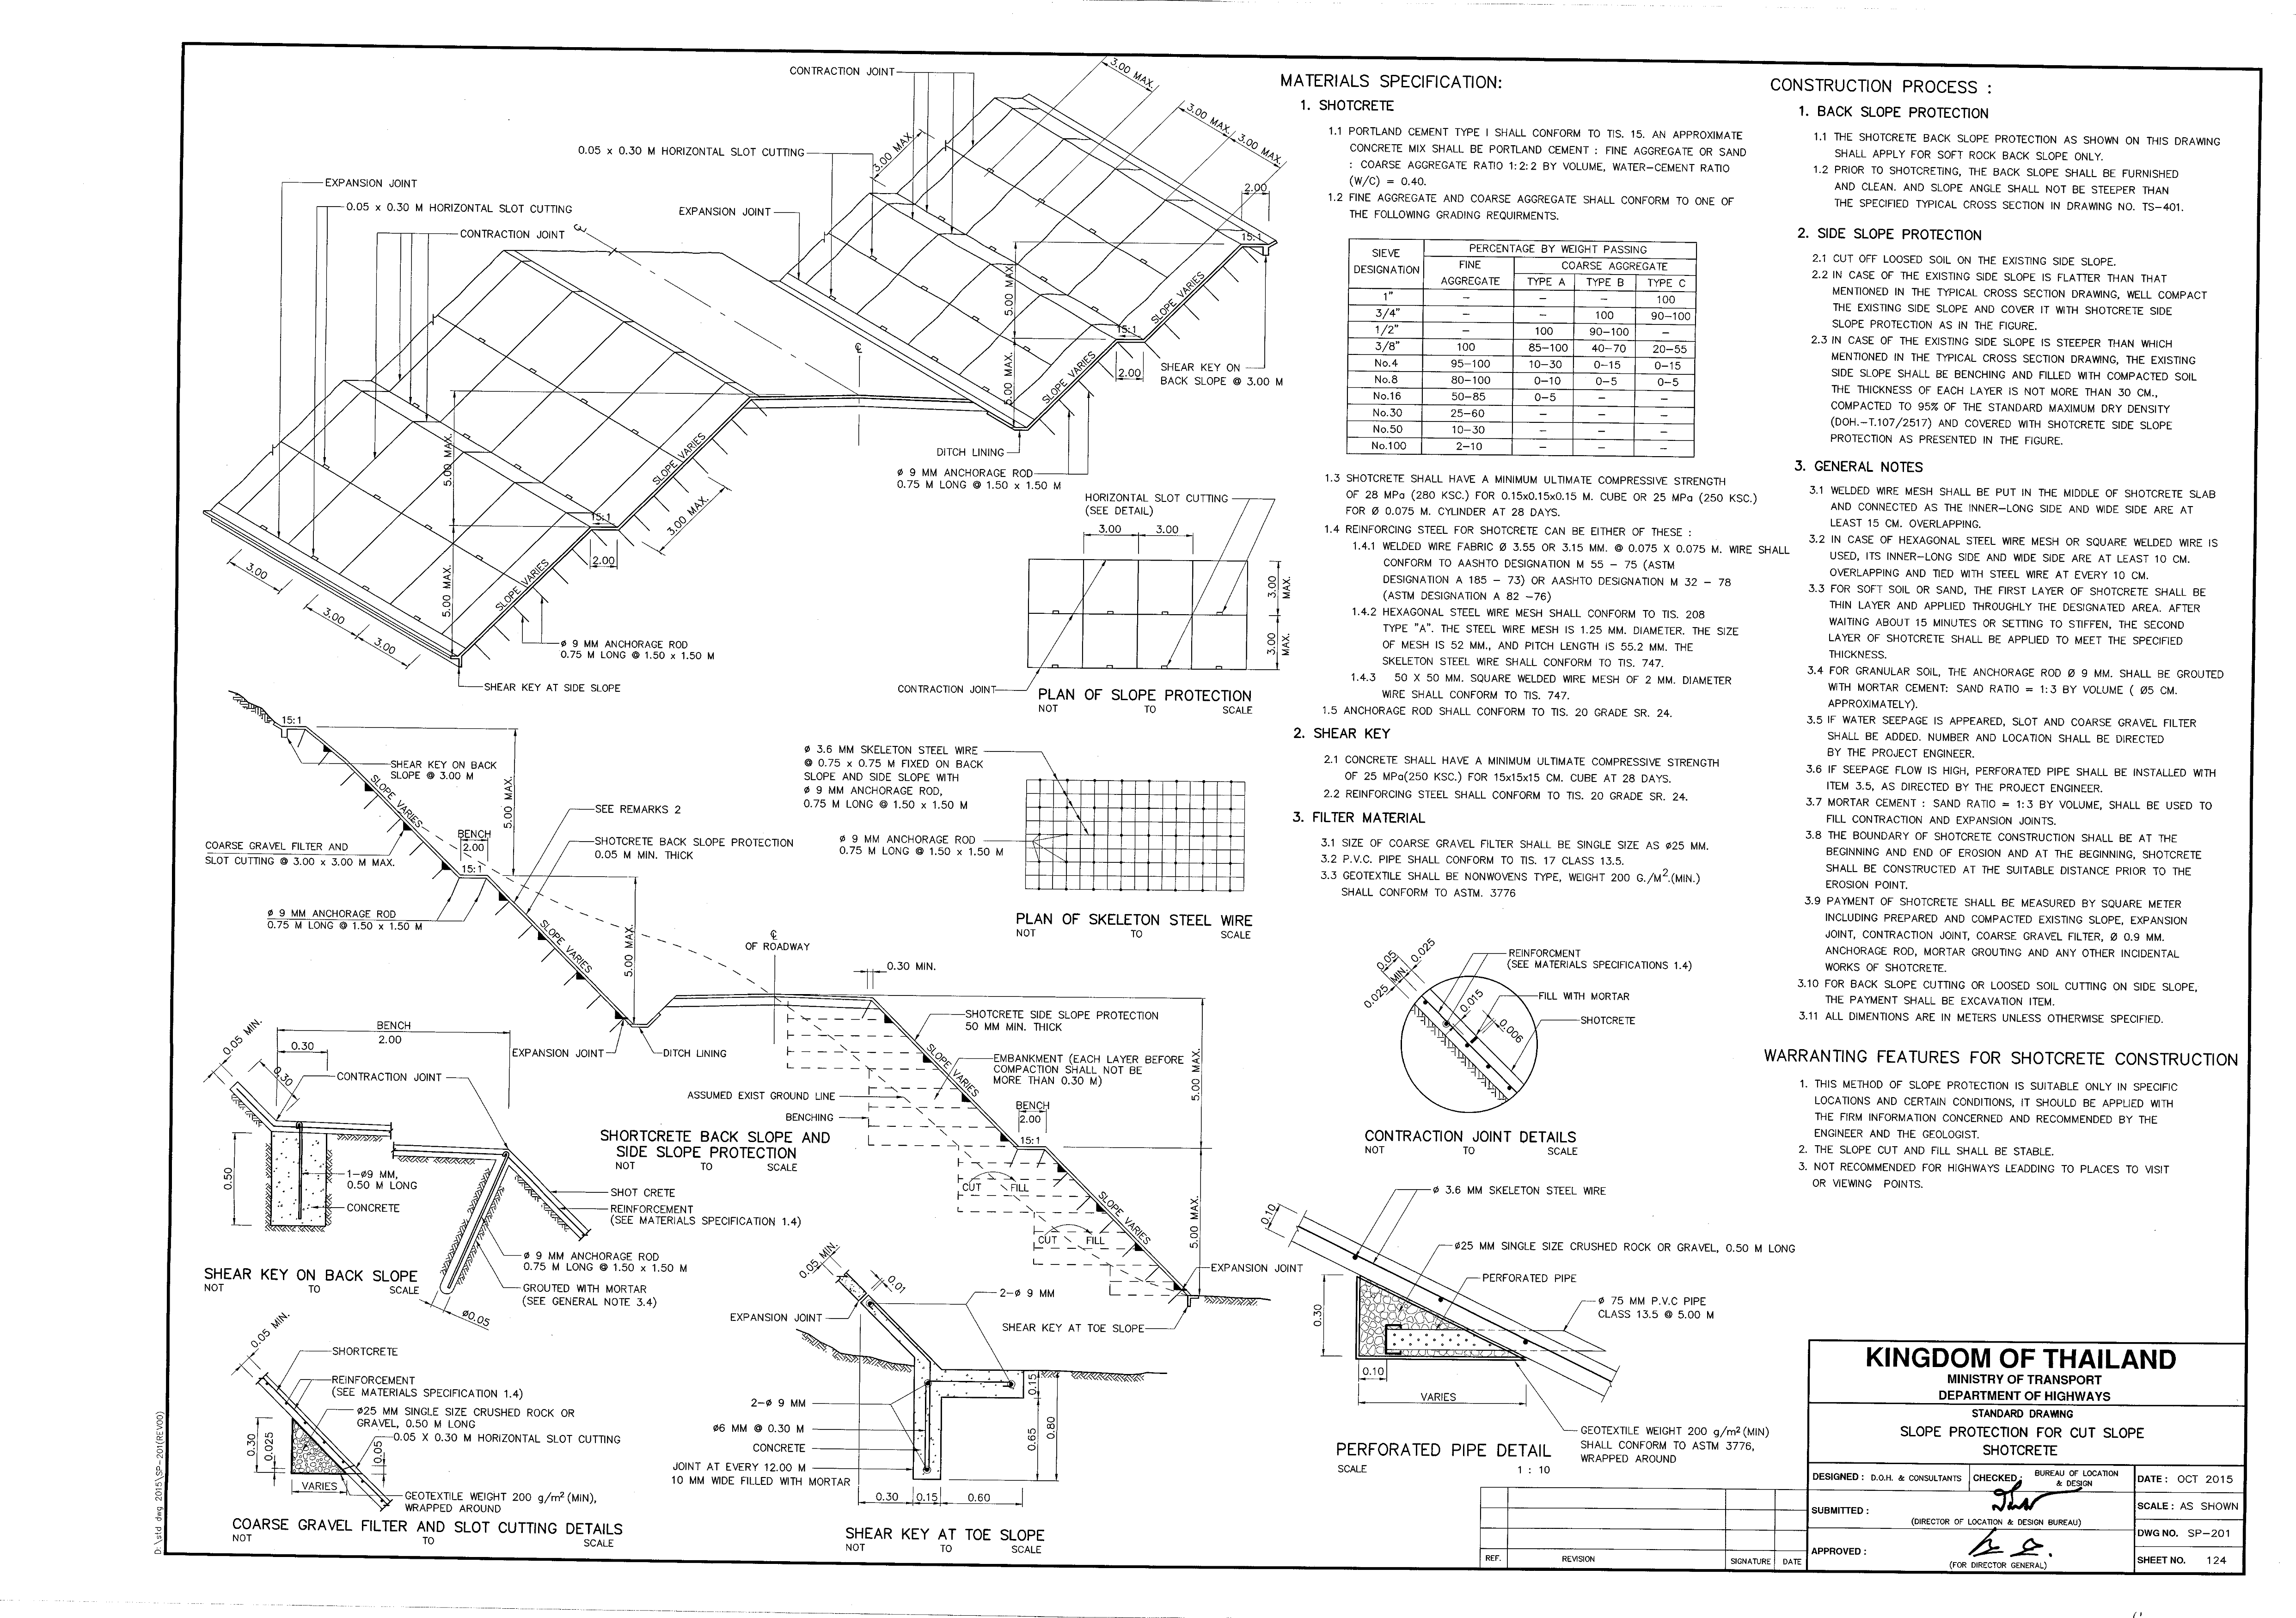 CONTRACTION JOINT
3.00 MAX.
3.00 MAX.
3.00 MAX.
3.00 MAX.
0.05 x 0.30 M HORIZONTAL SLOT CUTTING
EXPANSION JOINT
0.05 x 0.30 M HORIZONTAL SLOT CUTTING
CONTRACTION JOINT
EXPANSION JOINT
2.00
15:1
5.00 MAX.
SLOPE VARIES
15:1
5.00 MAX.
SLOPE VARIES
2.00
SHEAR KEY ON
BACK SLOPE @ 3.00 M
DITCH LINING
ø 9 MM ANCHORAGE ROD
0.75 M LONG @ 1.50 x 1.50 M
5.00 MAX.
SLOPE VARIES
3.00 MAX.
15:1
2.00
5.00 MAX.
SLOPE VARIES
3.00
3.00
3.00
ø 9 MM ANCHORAGE ROD
0.75 M LONG @ 1.50 x 1.50 M
SHEAR KEY AT SIDE SLOPE
HORIZONTAL SLOT CUTTING
(SEE DETAIL)
3.00 3.00
3.00
MAX.
3.00
MAX.
CONTRACTION JOINT
PLAN OF SLOPE PROTECTION
NOT TO SCALE
15:1
SHEAR KEY ON BACK
SLOPE @ 3.00 M
SLOPE VARIES
5.00 MAX.
SEE REMARKS 2
BENCH
2.00
SHOTCRETE BACK SLOPE PROTECTION
0.05 M MIN. THICK
COARSE GRAVEL FILTER AND
SLOT CUTTING @ 3.00 x 3.00 M MAX.
15:1
ø 9 MM ANCHORAGE ROD
0.75 M LONG @ 1.50 x 1.50 M
SLOPE VARIES
5.00 MAX.
℄
OF ROADWAY
0.30 MIN.
EXPANSION JOINT
DITCH LINING
SHOTCRETE SIDE SLOPE PROTECTION
50 MM MIN. THICK
SLOPE VARIES
EMBANKMENT (EACH LAYER BEFORE
COMPACTION SHALL NOT BE
MORE THAN 0.30 M)
5.00 MAX.
ASSUMED EXIST GROUND LINE
BENCHING
BENCH
2.00
15:1
CUT FILL
CUT FILL
SLOPE VARIES
5.00 MAX.
EXPANSION JOINT
SHEAR KEY AT TOE SLOPE
SHORTCRETE BACK SLOPE AND
SIDE SLOPE PROTECTION
NOT TO SCALE
ø 3.6 MM SKELETON STEEL WIRE
@ 0.75 x 0.75 M FIXED ON BACK
SLOPE AND SIDE SLOPE WITH
ø 9 MM ANCHORAGE ROD,
0.75 M LONG @ 1.50 x 1.50 M
ø 9 MM ANCHORAGE ROD
0.75 M LONG @ 1.50 x 1.50 M
PLAN OF SKELETON STEEL WIRE
NOT TO SCALE
0.05 MIN.
BENCH
2.00
0.30
0.30
CONTRACTION JOINT
0.50
1-ø9 MM,
0.50 M LONG
CONCRETE
SHOT CRETE
REINFORCEMENT
(SEE MATERIALS SPECIFICATION 1.4)
ø 9 MM ANCHORAGE ROD
0.75 M LONG @ 1.50 x 1.50 M
GROUTED WITH MORTAR
(SEE GENERAL NOTE 3.4)
ø0.05
SHEAR KEY ON BACK SLOPE
NOT TO SCALE
0.05 MIN.
SHORTCRETE
REINFORCEMENT
(SEE MATERIALS SPECIFICATION 1.4)
ø25 MM SINGLE SIZE CRUSHED ROCK OR
GRAVEL, 0.50 M LONG
0.05 X 0.30 M HORIZONTAL SLOT CUTTING
0.30
0.025
0.05
VARIES
GEOTEXTILE WEIGHT 200 g/m²(MIN),
WRAPPED AROUND
COARSE GRAVEL FILTER AND SLOT CUTTING DETAILS
NOT TO SCALE
0.05 MIN.
0.01
EXPANSION JOINT
2-ø 9 MM
2-ø 9 MM
ø6 MM @ 0.30 M
CONCRETE
JOINT AT EVERY 12.00 M
10 MM WIDE FILLED WITH MORTAR
0.15
0.65
0.80
0.30 0.15 0.60
SHEAR KEY AT TOE SLOPE
NOT TO SCALE
MATERIALS SPECIFICATION:
1. SHOTCRETE
1.1 PORTLAND CEMENT TYPE I SHALL CONFORM TO TIS. 15. AN APPROXIMATE
CONCRETE MIX SHALL BE PORTLAND CEMENT : FINE AGGREGATE OR SAND
: COARSE AGGREGATE RATIO 1:2:2 BY VOLUME, WATER-CEMENT RATIO
(W/C) = 0.40.
1.2 FINE AGGREGATE AND COARSE AGGREGATE SHALL CONFORM TO ONE OF
THE FOLLOWING GRADING REQUIRMENTS.
SIEVE DESIGNATION PERCENTAGE BY WEIGHT PASSING
FINE AGGREGATE COARSE AGGREGATE
TYPE A TYPE B TYPE C
1" – – – 100
3/4" – – 100 90-100
1/2" – 100 90-100 –
3/8" 100 85-100 40-70 20-55
No.4 95-100 10-30 0-15 0-15
No.8 80-100 0-10 0-5 0-5
No.16 50-85 0-5 – –
No.30 25-60 – – –
No.50 10-30 – – –
No.100 2-10 – – –
1.3 SHOTCRETE SHALL HAVE A MINIMUM ULTIMATE COMPRESSIVE STRENGTH
OF 28 MPa (280 KSC.) FOR 0.15x0.15x0.15 M. CUBE OR 25 MPa (250 KSC.)
FOR Ø 0.075 M. CYLINDER AT 28 DAYS.
1.4 REINFORCING STEEL FOR SHOTCRETE CAN BE EITHER OF THESE :
1.4.1 WELDED WIRE FABRIC Ø 3.55 OR 3.15 MM. @ 0.075 X 0.075 M. WIRE SHALL
CONFORM TO AASHTO DESIGNATION M 55 - 75 (ASTM
DESIGNATION A 185 - 73) OR AASHTO DESIGNATION M 32 - 78
(ASTM DESIGNATION A 82 -76)
1.4.2 HEXAGONAL STEEL WIRE MESH SHALL CONFORM TO TIS. 208
TYPE "A". THE STEEL WIRE MESH IS 1.25 MM. DIAMETER. THE SIZE
OF MESH IS 52 MM., AND PITCH LENGTH IS 55.2 MM. THE
SKELETON STEEL WIRE SHALL CONFORM TO TIS. 747.
1.4.3 50 X 50 MM. SQUARE WELDED WIRE MESH OF 2 MM. DIAMETER
WIRE SHALL CONFORM TO TIS. 747.
1.5 ANCHORAGE ROD SHALL CONFORM TO TIS. 20 GRADE SR. 24.
2. SHEAR KEY
2.1 CONCRETE SHALL HAVE A MINIMUM ULTIMATE COMPRESSIVE STRENGTH
OF 25 MPa(250 KSC.) FOR 15x15x15 CM. CUBE AT 28 DAYS.
2.2 REINFORCING STEEL SHALL CONFORM TO TIS. 20 GRADE SR. 24.
3. FILTER MATERIAL
3.1 SIZE OF COARSE GRAVEL FILTER SHALL BE SINGLE SIZE AS ø25 MM.
3.2 P.V.C. PIPE SHALL CONFORM TO TIS. 17 CLASS 13.5.
3.3 GEOTEXTILE SHALL BE NONWOVENS TYPE, WEIGHT 200 G./M².(MIN.)
SHALL CONFORM TO ASTM. 3776
0.05
0.025
0.025 MIN.
REINFORCMENT
(SEE MATERIALS SPECIFICATIONS 1.4)
0.015
FILL WITH MORTAR
0.006
SHOTCRETE
CONTRACTION JOINT DETAILS
NOT TO SCALE
0.10
ø 3.6 MM SKELETON STEEL WIRE
ø25 MM SINGLE SIZE CRUSHED ROCK OR GRAVEL, 0.50 M LONG
PERFORATED PIPE
0.30
ø 75 MM P.V.C PIPE
CLASS 13.5 @ 5.00 M
0.10
VARIES
GEOTEXTILE WEIGHT 200 g/m²(MIN)
SHALL CONFORM TO ASTM 3776,
WRAPPED AROUND
PERFORATED PIPE DETAIL
SCALE 1 : 10
CONSTRUCTION PROCESS :
1. BACK SLOPE PROTECTION
1.1 THE SHOTCRETE BACK SLOPE PROTECTION AS SHOWN ON THIS DRAWING
SHALL APPLY FOR SOFT ROCK BACK SLOPE ONLY.
1.2 PRIOR TO SHOTCRETING, THE BACK SLOPE SHALL BE FURNISHED
AND CLEAN. AND SLOPE ANGLE SHALL NOT BE STEEPER THAN
THE SPECIFIED TYPICAL CROSS SECTION IN DRAWING NO. TS-401.
2. SIDE SLOPE PROTECTION
2.1 CUT OFF LOOSED SOIL ON THE EXISTING SIDE SLOPE.
2.2 IN CASE OF THE EXISTING SIDE SLOPE IS FLATTER THAN THAT
MENTIONED IN THE TYPICAL CROSS SECTION DRAWING, WELL COMPACT
THE EXISTING SIDE SLOPE AND COVER IT WITH SHOTCRETE SIDE
SLOPE PROTECTION AS IN THE FIGURE.
2.3 IN CASE OF THE EXISTING SIDE SLOPE IS STEEPER THAN WHICH
MENTIONED IN THE TYPICAL CROSS SECTION DRAWING, THE EXISTING
SIDE SLOPE SHALL BE BENCHING AND FILLED WITH COMPACTED SOIL
THE THICKNESS OF EACH LAYER IS NOT MORE THAN 30 CM.,
COMPACTED TO 95% OF THE STANDARD MAXIMUM DRY DENSITY
(DOH.-T.107/2517) AND COVERED WITH SHOTCRETE SIDE SLOPE
PROTECTION AS PRESENTED IN THE FIGURE.
3. GENERAL NOTES
3.1 WELDED WIRE MESH SHALL BE PUT IN THE MIDDLE OF SHOTCRETE SLAB
AND CONNECTED AS THE INNER-LONG SIDE AND WIDE SIDE ARE AT
LEAST 15 CM. OVERLAPPING.
3.2 IN CASE OF HEXAGONAL STEEL WIRE MESH OR SQUARE WELDED WIRE IS
USED, ITS INNER-LONG SIDE AND WIDE SIDE ARE AT LEAST 10 CM.
OVERLAPPING AND TIED WITH STEEL WIRE AT EVERY 10 CM.
3.3 FOR SOFT SOIL OR SAND, THE FIRST LAYER OF SHOTCRETE SHALL BE
THIN LAYER AND APPLIED THROUGHLY THE DESIGNATED AREA. AFTER
WAITING ABOUT 15 MINUTES OR SETTING TO STIFFEN, THE SECOND
LAYER OF SHOTCRETE SHALL BE APPLIED TO MEET THE SPECIFIED
THICKNESS.
3.4 FOR GRANULAR SOIL, THE ANCHORAGE ROD Ø 9 MM. SHALL BE GROUTED
WITH MORTAR CEMENT: SAND RATIO = 1:3 BY VOLUME ( Ø5 CM.
APPROXIMATELY).
3.5 IF WATER SEEPAGE IS APPEARED, SLOT AND COARSE GRAVEL FILTER
SHALL BE ADDED. NUMBER AND LOCATION SHALL BE DIRECTED
BY THE PROJECT ENGINEER.
3.6 IF SEEPAGE FLOW IS HIGH, PERFORATED PIPE SHALL BE INSTALLED WITH
ITEM 3.5, AS DIRECTED BY THE PROJECT ENGINEER.
3.7 MORTAR CEMENT : SAND RATIO = 1:3 BY VOLUME, SHALL BE USED TO
FILL CONTRACTION AND EXPANSION JOINTS.
3.8 THE BOUNDARY OF SHOTCRETE CONSTRUCTION SHALL BE AT THE
BEGINNING AND END OF EROSION AND AT THE BEGINNING, SHOTCRETE
SHALL BE CONSTRUCTED AT THE SUITABLE DISTANCE PRIOR TO THE
EROSION POINT.
3.9 PAYMENT OF SHOTCRETE SHALL BE MEASURED BY SQUARE METER
INCLUDING PREPARED AND COMPACTED EXISTING SLOPE, EXPANSION
JOINT, CONTRACTION JOINT, COARSE GRAVEL FILTER, Ø 0.9 MM.
ANCHORAGE ROD, MORTAR GROUTING AND ANY OTHER INCIDENTAL
WORKS OF SHOTCRETE.
3.10 FOR BACK SLOPE CUTTING OR LOOSED SOIL CUTTING ON SIDE SLOPE,
THE PAYMENT SHALL BE EXCAVATION ITEM.
3.11 ALL DIMENTIONS ARE IN METERS UNLESS OTHERWISE SPECIFIED.
WARRANTING FEATURES FOR SHOTCRETE CONSTRUCTION
1. THIS METHOD OF SLOPE PROTECTION IS SUITABLE ONLY IN SPECIFIC
LOCATIONS AND CERTAIN CONDITIONS, IT SHOULD BE APPLIED WITH
THE FIRM INFORMATION CONCERNED AND RECOMMENDED BY THE
ENGINEER AND THE GEOLOGIST.
2. THE SLOPE CUT AND FILL SHALL BE STABLE.
3. NOT RECOMMENDED FOR HIGHWAYS LEADDING TO PLACES TO VISIT
OR VIEWING POINTS.
KINGDOM OF THAILAND
MINISTRY OF TRANSPORT
DEPARTMENT OF HIGHWAYS
STANDARD DRAWING
SLOPE PROTECTION FOR CUT SLOPE
SHOTCRETE
DESIGNED : D.O.H. & CONSULTANTS
CHECKED : BUREAU OF LOCATION
& DESIGN
DATE : OCT 2015
SUBMITTED :
(DIRECTOR OF LOCATION & DESIGN BUREAU)
SCALE : AS SHOWN
DWG NO. SP-201
APPROVED :
(FOR DIRECTOR GENERAL)
SHEET NO. 124
REF. REVISION SIGNATURE DATE
D:\std dwg 2015\SP-201(REV00)